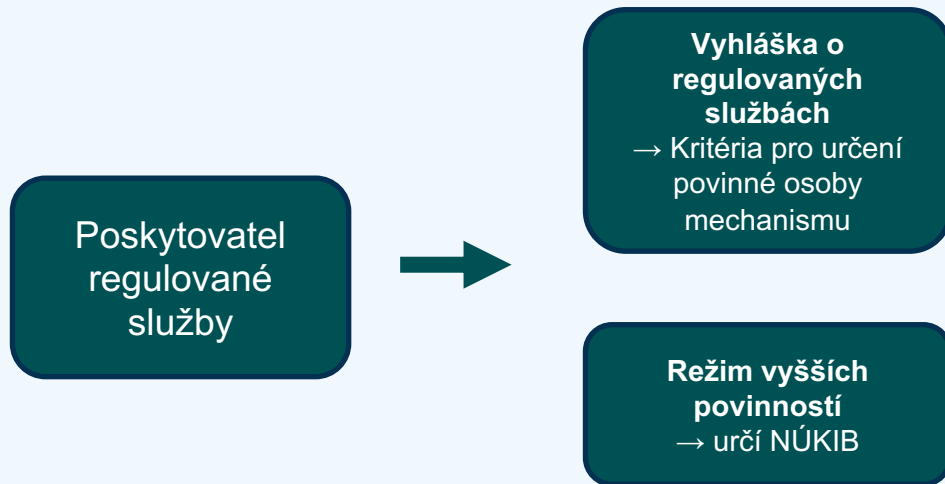 Poskytovatel
regulované
služby
Vyhláška o
regulovaných
službách
→ Kritéria pro určení
povinné osoby
mechanismu
Režim vyšších
povinností
→ určí NÚKIB